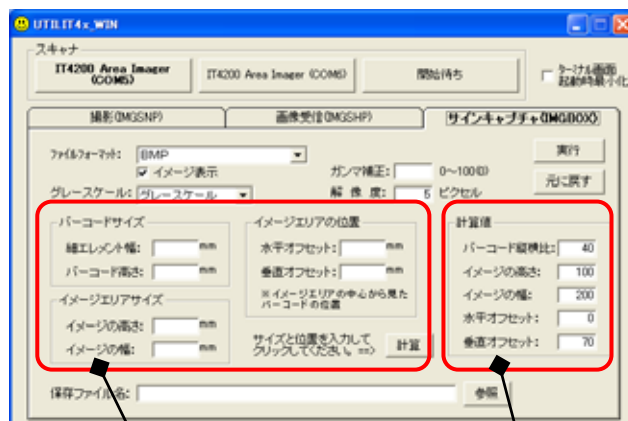 UTILIT4x_WIN
スキャナ
IT4200 Area Imager (COM5)
IT4200 Area Imager (COM6)
開始待ち
ターミナル画面
起動時最小化
撮影(IMGSNP)
画像受信(IMGSHP)
サインキャプチャ(IMGBOX)
ファイルフォーマット: BMP
イメージ表示
ガンマ補正: 0~100(0)
実行
グレースケール: グレースケール
解 像 度: 5 ピクセル
元に戻す
バーコードサイズ
細エレメント幅: mm
バーコード高さ: mm
イメージエリアの位置
水平オフセット: mm
垂直オフセット: mm
※イメージエリアの中心から見た
バーコードの位置
イメージエリアサイズ
イメージの高さ: mm
イメージの幅: mm
サイズと位置を入力して
クリックしてください。 ==>
計算
計算値
バーコード縦横比: 40
イメージの高さ: 100
イメージの幅: 200
水平オフセット: 0
垂直オフセット: 70
保存ファイル名:
参照